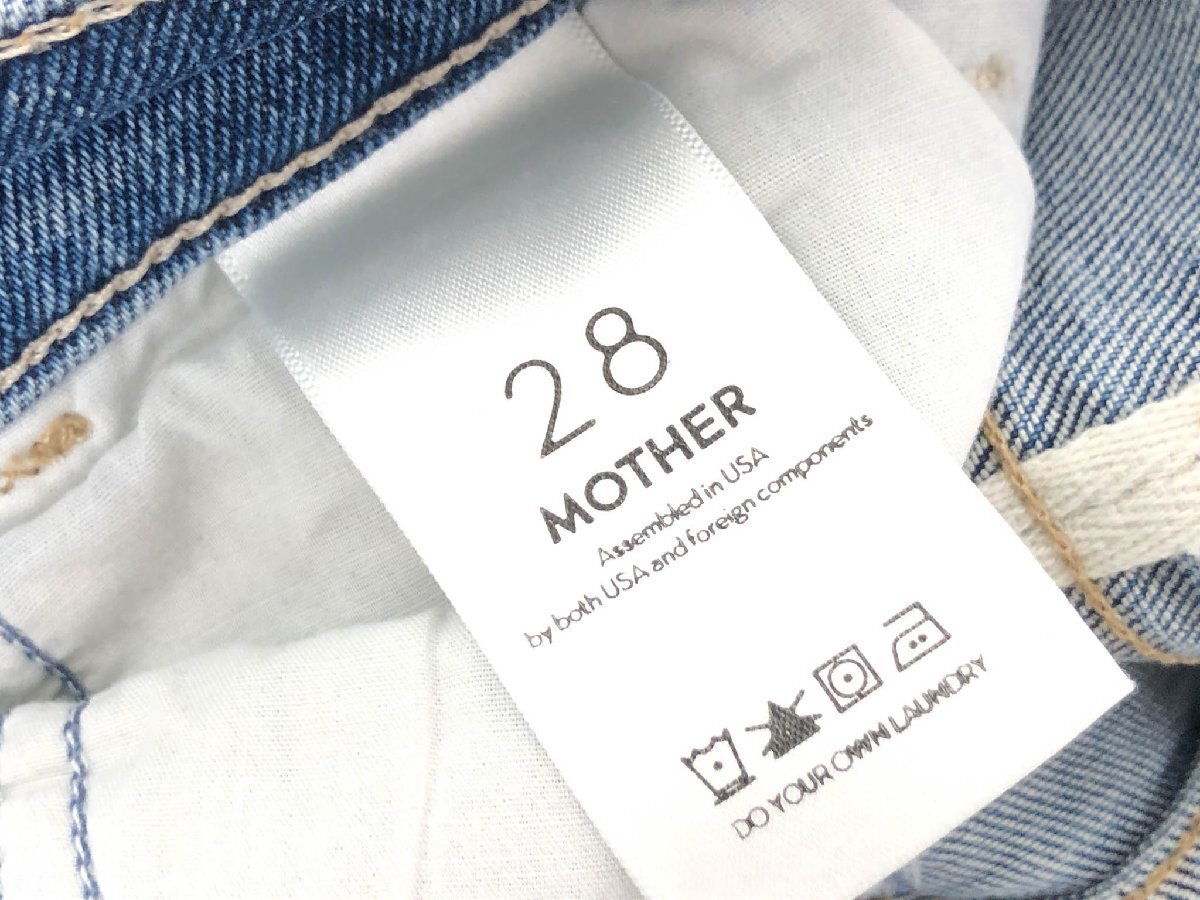 28
MOTHER
Assembled in USA
by both USA and foreign components
DO YOUR OWN LAUNDRY